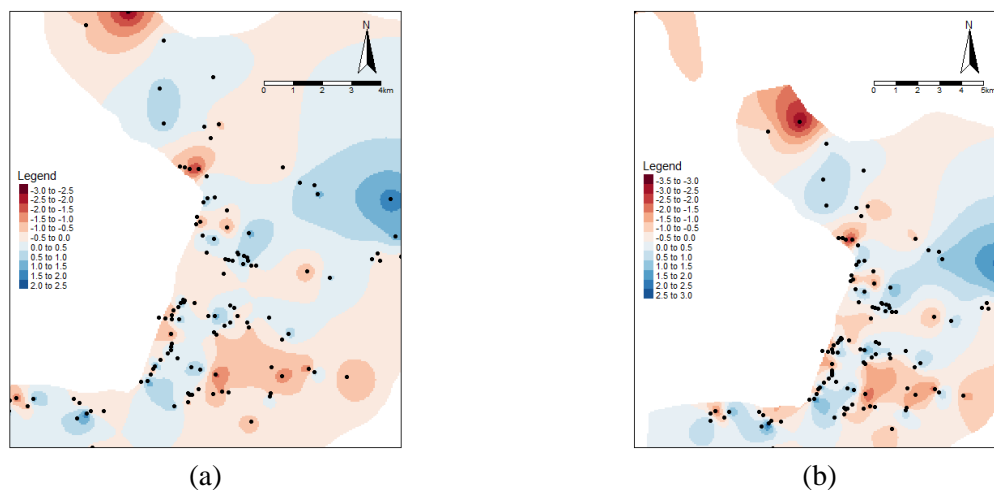 N
0 1 2 3 4km
Legend
-3.0 to -2.5
-2.5 to -2.0
-2.0 to -1.5
-1.5 to -1.0
-1.0 to -0.5
-0.5 to 0.0
0.0 to 0.5
0.5 to 1.0
1.0 to 1.5
1.5 to 2.0
2.0 to 2.5
(a)
N
0 1 2 3 4 5km
Legend
-3.5 to -3.0
-3.0 to -2.5
-2.5 to -2.0
-2.0 to -1.5
-1.5 to -1.0
-1.0 to -0.5
-0.5 to 0.0
0.0 to 0.5
0.5 to 1.0
1.0 to 1.5
1.5 to 2.0
2.0 to 2.5
2.5 to 3.0
(b)